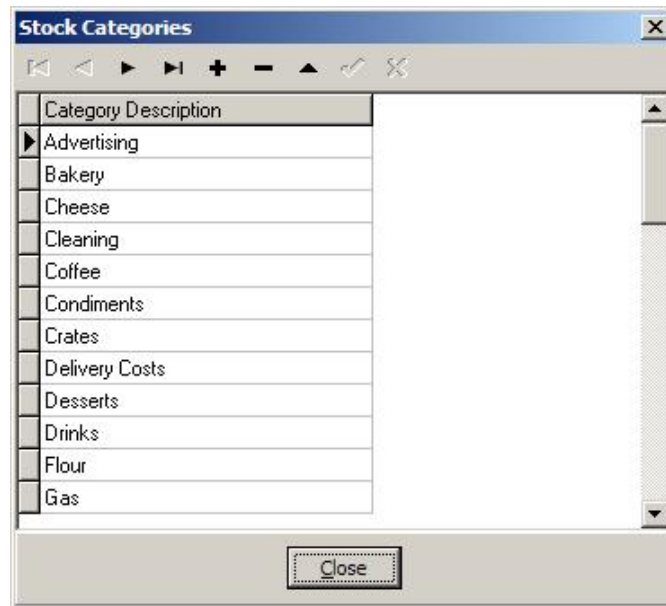 Stock Categories
Category Description
Advertising
Bakery
Cheese
Cleaning
Coffee
Condiments
Crates
Delivery Costs
Desserts
Drinks
Flour
Gas
Close